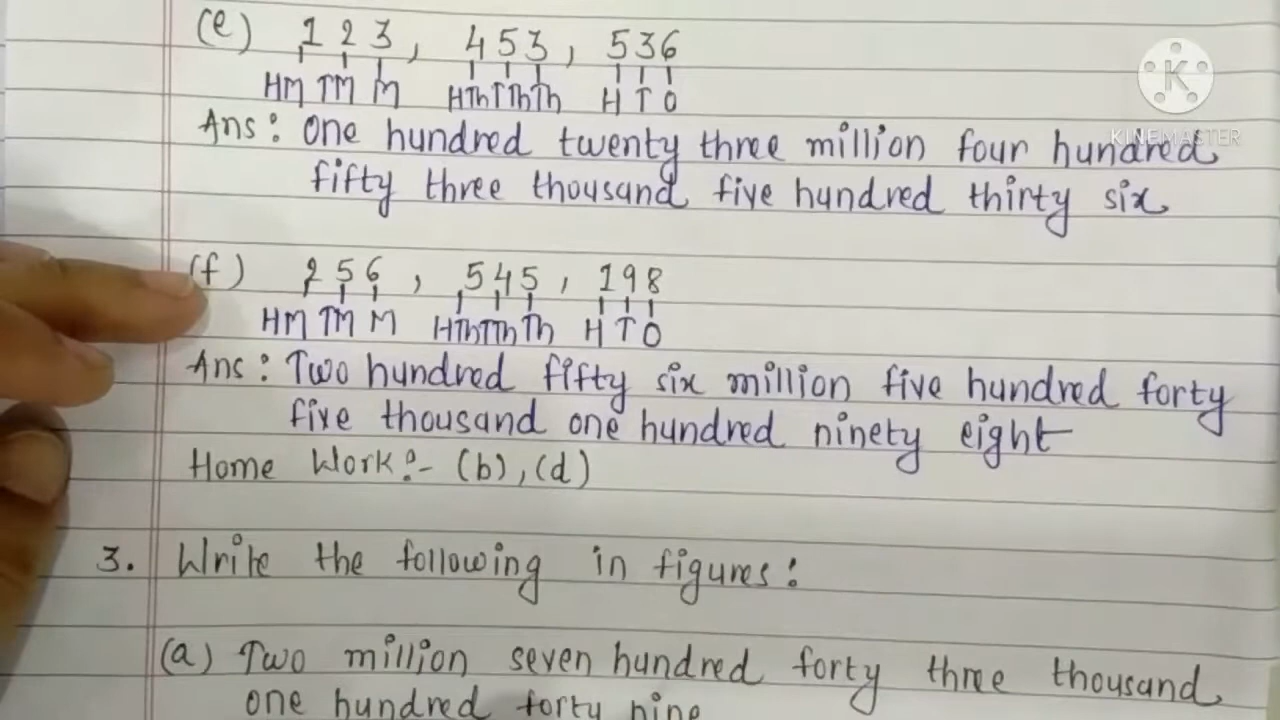 (e) 123, 453, 536
HM TM M HTh TTh Th H T O
Ans: One hundred twenty three million four hundred
fifty three thousand five hundred thirty six
(f) 256, 545, 198
HM TM M HTh TTh Th H T O
Ans: Two hundred fifty six million five hundred forty
five thousand one hundred ninety eight
Home Work:- (b), (d)
3. Write the following in figures:
(a) Two million seven hundred forty three thousand
one hundred forty nine
K
KINEMASTER